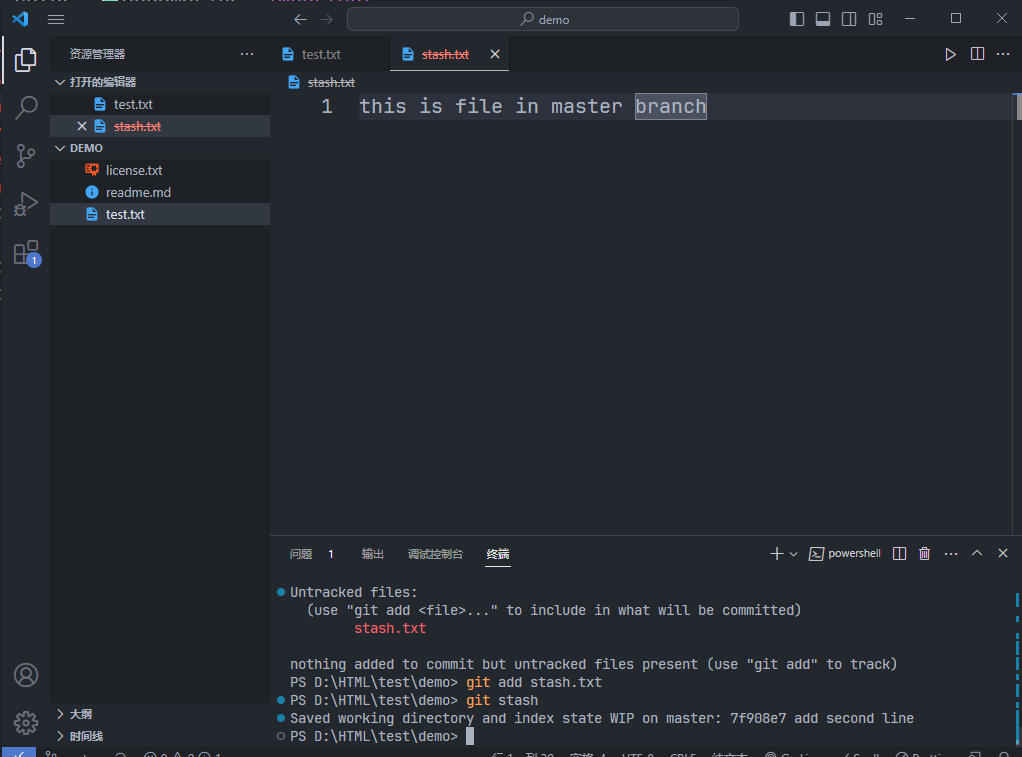 demo
资源管理器
test.txt
stash.txt
打开的编辑器
test.txt
stash.txt
DEMO
license.txt
readme.md
test.txt
1
大纲
时间线
stash.txt
1 this is file in master branch
问题 1 输出 调试控制台 终端
powershell
Untracked files:
(use "git add <file>..." to include in what will be committed)
stash.txt
nothing added to commit but untracked files present (use "git add" to track)
PS D:\HTML\test\demo> git add stash.txt
PS D:\HTML\test\demo> git stash
Saved working directory and index state WIP on master: 7f908e7 add second line
PS D:\HTML\test\demo>